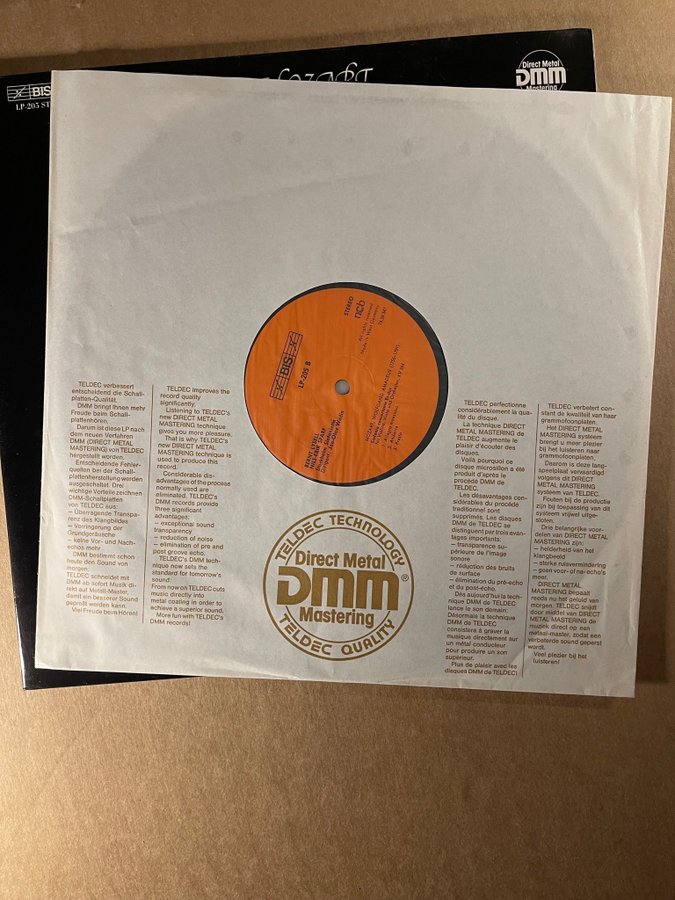 MOZART
Direct Metal
DMM
Mastering
BIS
LP-205 ST
BIS
LP-205 B
STEREO
ncb
All rights reserved
Made in West Germany
MOZART, WOLFGANG AMADEUS (1756-1791)
TELDEC verbessert
entscheidend die Schall-
platten-Qualität.
DMM bringt Ihnen mehr
Freude beim Schall-
plattenhören.
Darum ist diese LP nach
dem neuen Verfahren
DMM (DIRECT METAL
MASTERING) von TELDEC
hergestellt worden.
Entscheidende Fehler-
quellen bei der Schall-
plattenherstellung werden
ausgeschaltet. Drei
wichtige Vorteile zeichnen
DMM-Schallplatten
von TELDEC aus:
– Überragende Transpa-
renz des Klangbildes
– Verringerung der
Grundgeräusche
– keine Vor- und Nach-
echos mehr
DMM bestimmt schon
heute den Sound von
morgen:
TELDEC schneidet mit
DMM ab sofort Musik di-
rekt auf Metall-Master,
damit ein besserer Sound
geprellt werden kann.
Viel Freude beim Hören!
TELDEC improves the
record quality
significantly.
Listening to TELDEC's
new DIRECT METAL
MASTERING technique
gives you more pleasure.
That is why TELDEC's
new DIRECT METAL
MASTERING technique is
used to produce this
record.
Considerable dis-
advantages of the process
normally used are
eliminated. TELDEC's
DMM records provide
three significant
advantages:
– exceptional sound
transparency
– reduction of noise
– elimination of pre and
post groove echo.
TELDEC's DMM tech-
nique now sets the
standard for tomorrow's
sound:
From now on TELDEC cuts
music directly into
metal coating in order to
achieve a superior sound.
More fun with TELDEC's
DMM records!
TELDEC TECHNOLOGY
Direct Metal
DMM®
Mastering
TELDEC QUALITY
TELDEC perfectionne
considérablement la qua-
lité du disque.
La technique DIRECT
METAL MASTERING de
TELDEC augmente le
plaisir d'écouter des
disques.
Voilà pourquoi ce
disque microsillon a été
produit d'après le
procédé DMM de
TELDEC.
Les désavantages con-
sidérables du procédé
traditionnel sont
supprimés. Les disques
DMM de TELDEC se
distinguent par trois avan-
tages importants:
– transparence su-
périeure de l'image
sonore
– réduction des bruits
de surface
– élimination du pré-écho
et du post-écho.
Dès aujourd'hui la tech-
nique DMM de TELDEC
lance le son demain:
Désormais la technique
DMM de TELDEC
consistera à graver la
musique directement sur
un métal conducteur
pour produire un son
supérieur.
Plus de plaisir avec les
disques DMM de TELDEC!
TELDEC verbetert con-
stant de kwaliteit van haar
grammofoonplaten.
Het DIRECT METAL
MASTERING systeem
brengt u meer plezier
bij het luisteren naar
grammofoonplaten.
Daarom is deze lang-
speelplaat vervaardigd
volgens dit DIRECT
METAL MASTERING
systeem van TELDEC.
Fouten bij de productie
zijn bij toepassing van dit
systeem vrijwel uitge-
sloten.
Drie belangrijke voor-
delen van DIRECT METAL
MASTERING zijn:
– helderheid van het
klangbeeld
– sterke ruisvermindering
– geen voor- of na-echo's
meer.
DIRECT METAL
MASTERING bepaalt
reeds nu het geluid van
morgen. TELDEC snijdt
door middel van DIRECT
METAL MASTERING de
muziek direct op een
metaal-master, zodat een
verbeterde sound geperst
wordt.
Veel plezier bij het
luisteren!